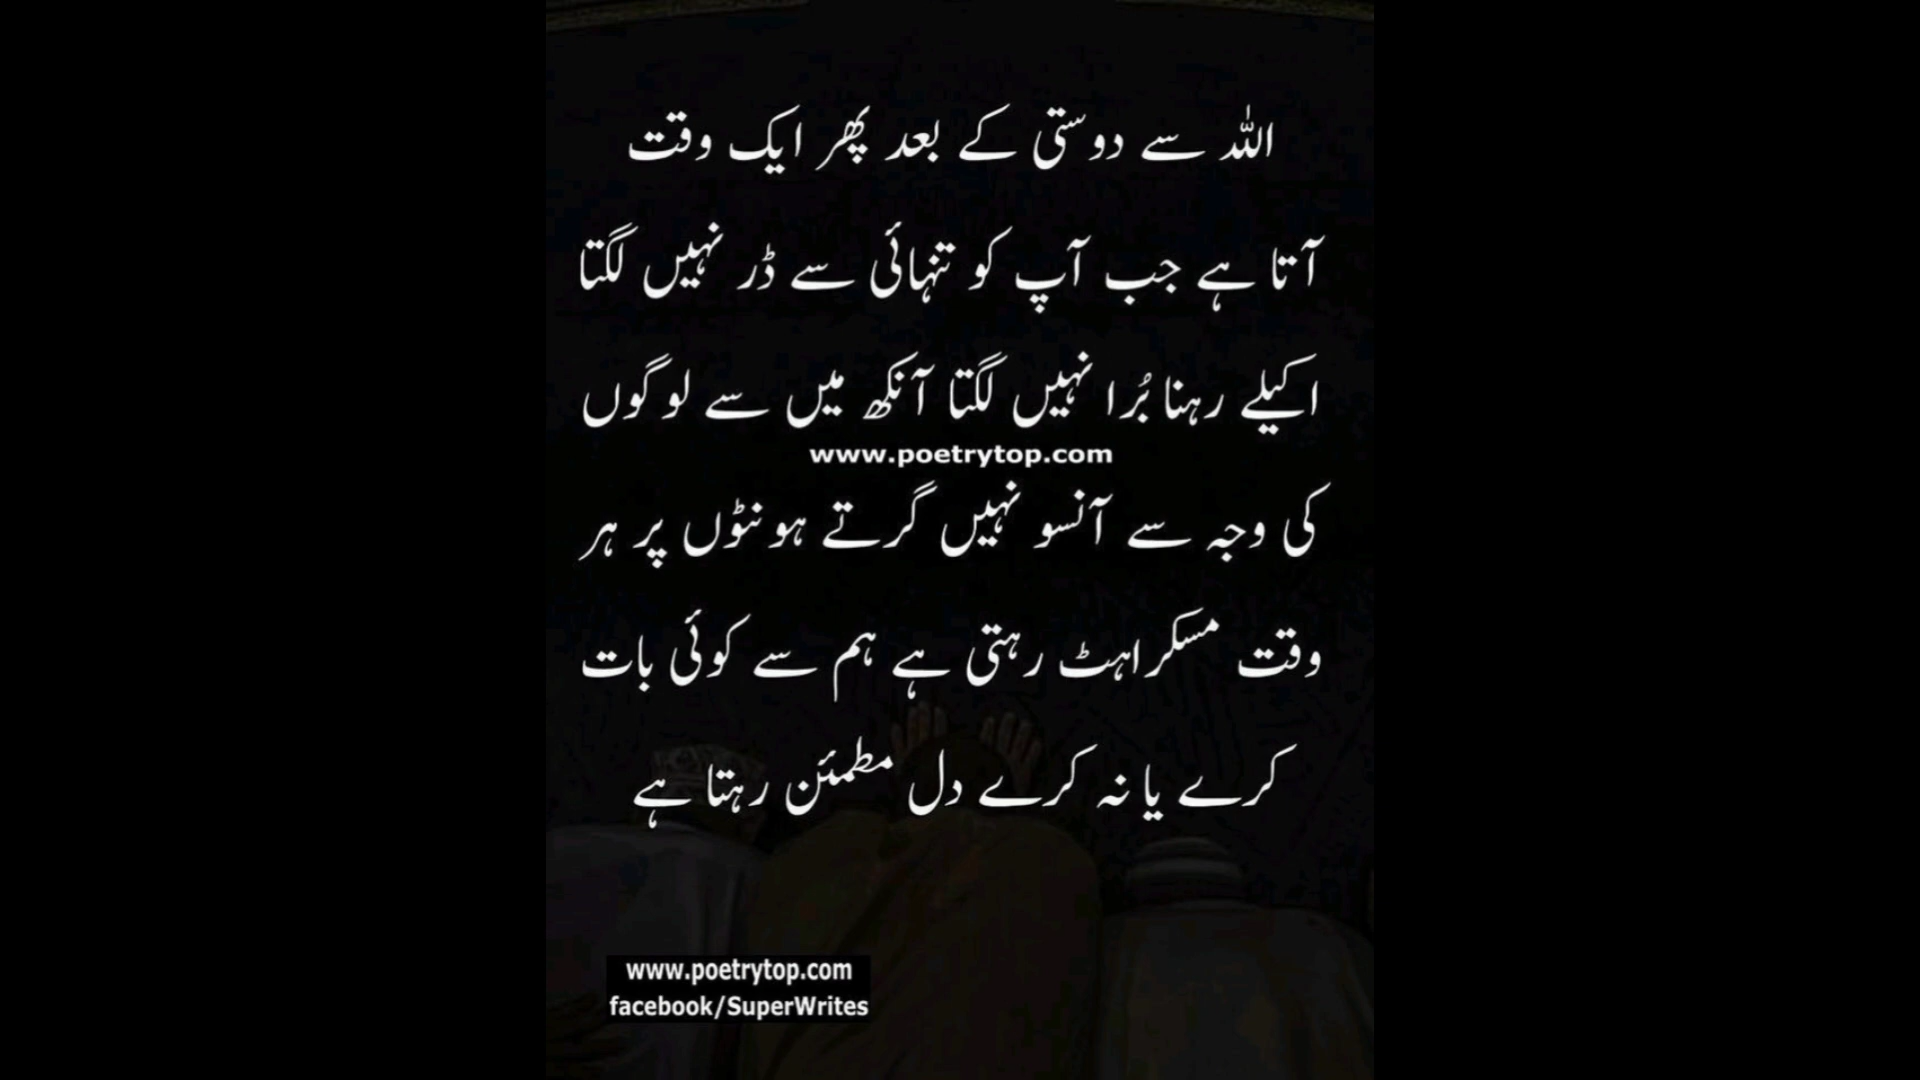 اللہ سے دوستی کے بعد پھر ایک وقت
آتا ہے جب آپ کو تنہائی سے ڈر نہیں لگتا
اکیلے رہنا بُرا نہیں لگتا آنکھ میں سے لوگوں
www.poetrytop.com
کی وجہ سے آنسو نہیں گرتے ہونٹوں پر ہر
وقت مسکراہٹ رہتی ہے ہم سے کوئی بات
کرے یا نہ کرے دل مطمئن رہتا ہے
www.poetrytop.com
facebook/SuperWrites